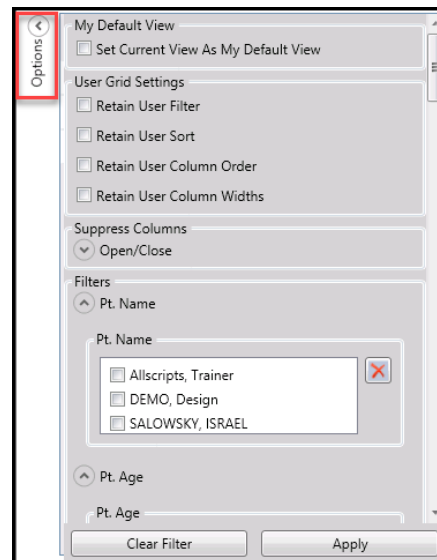 Options
My Default View
Set Current View As My Default View
User Grid Settings
Retain User Filter
Retain User Sort
Retain User Column Order
Retain User Column Widths
Suppress Columns
Open/Close
Filters
Pt. Name
Pt. Name
Allscripts, Trainer
DEMO, Design
SALOWSKY, ISRAEL
Pt. Age
Pt. Age
Clear Filter Apply